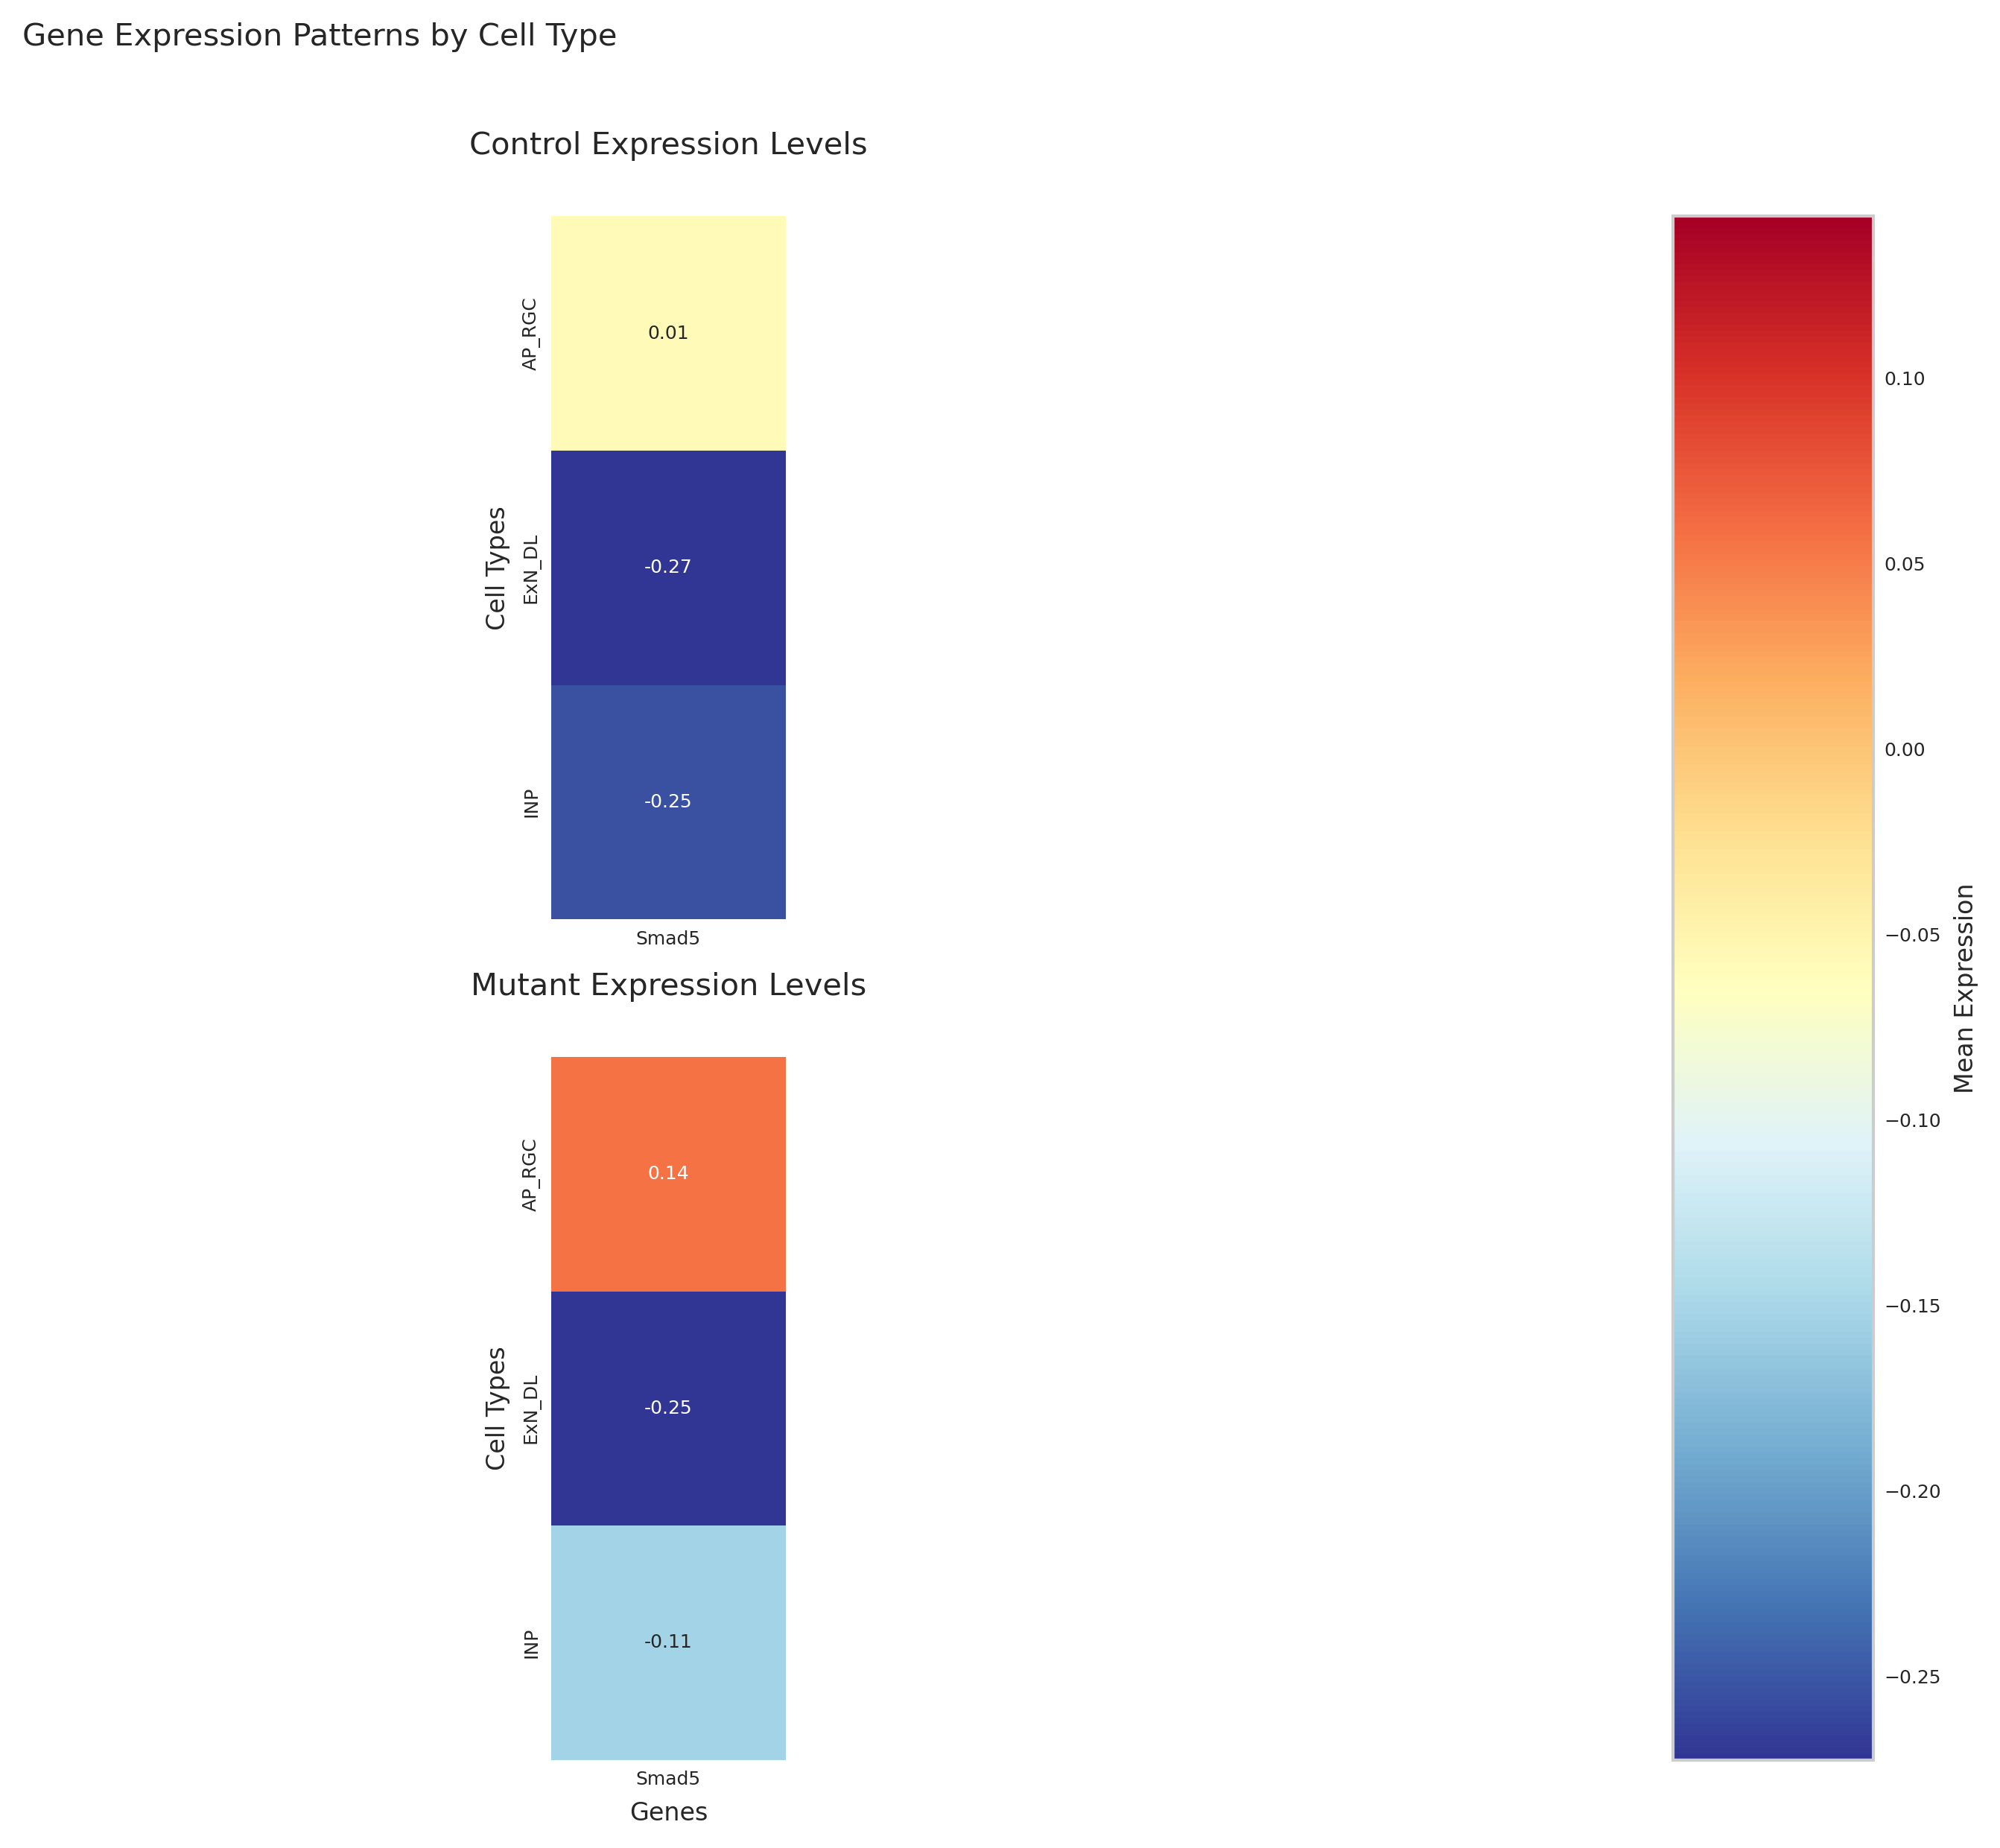 Gene Expression Patterns by Cell Type
Control Expression Levels
Cell Types
AP_RGC
0.01
ExN_DL
-0.27
INP
-0.25
Smad5
Mutant Expression Levels
Cell Types
AP_RGC
0.14
ExN_DL
-0.25
INP
-0.11
Smad5
Genes
0.10
0.05
0.00
−0.05
−0.10
−0.15
−0.20
−0.25
Mean Expression